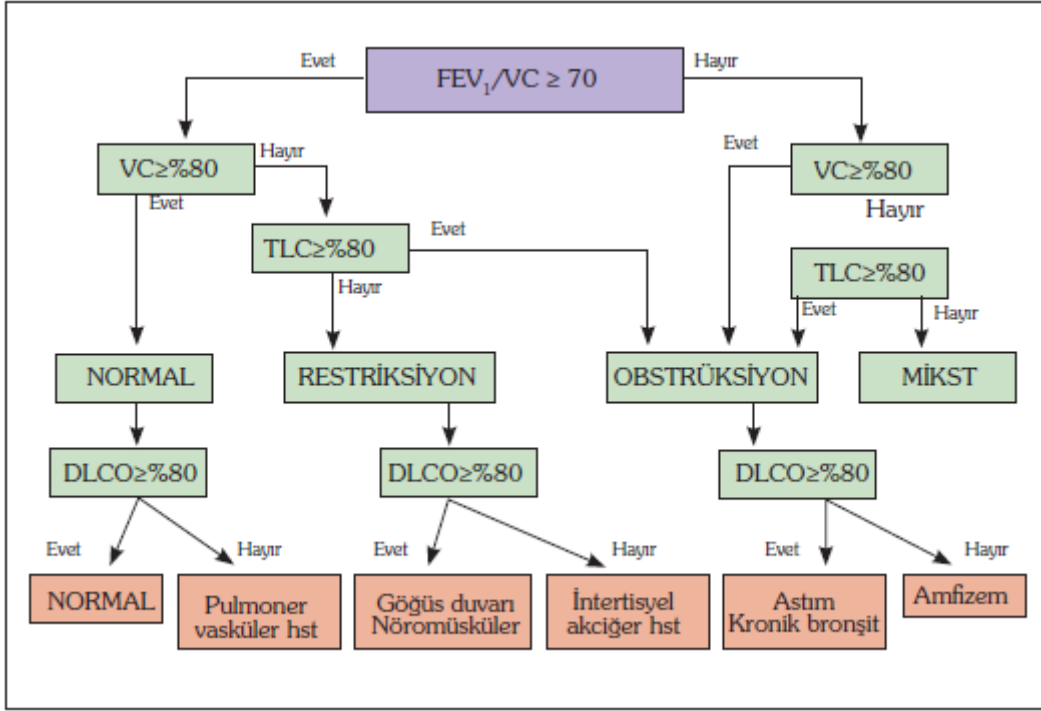 Evet
FEV₁/VC ≥ 70
Hayır
VC≥%80
Hayır
Evet
Evet
VC≥%80
Hayır
TLC≥%80
Evet
Hayır
TLC≥%80
Evet
Hayır
NORMAL
RESTRİKSİYON
OBSTRÜKSİYON
MİKST
DLCO≥%80
DLCO≥%80
DLCO≥%80
Evet
Hayır
Evet
Hayır
Evet
Hayır
NORMAL
Pulmoner
vasküler hst
Göğüs duvarı
Nöromüsküler
İntertisyel
akciğer hst
Astım
Kronik bronşit
Amfizem